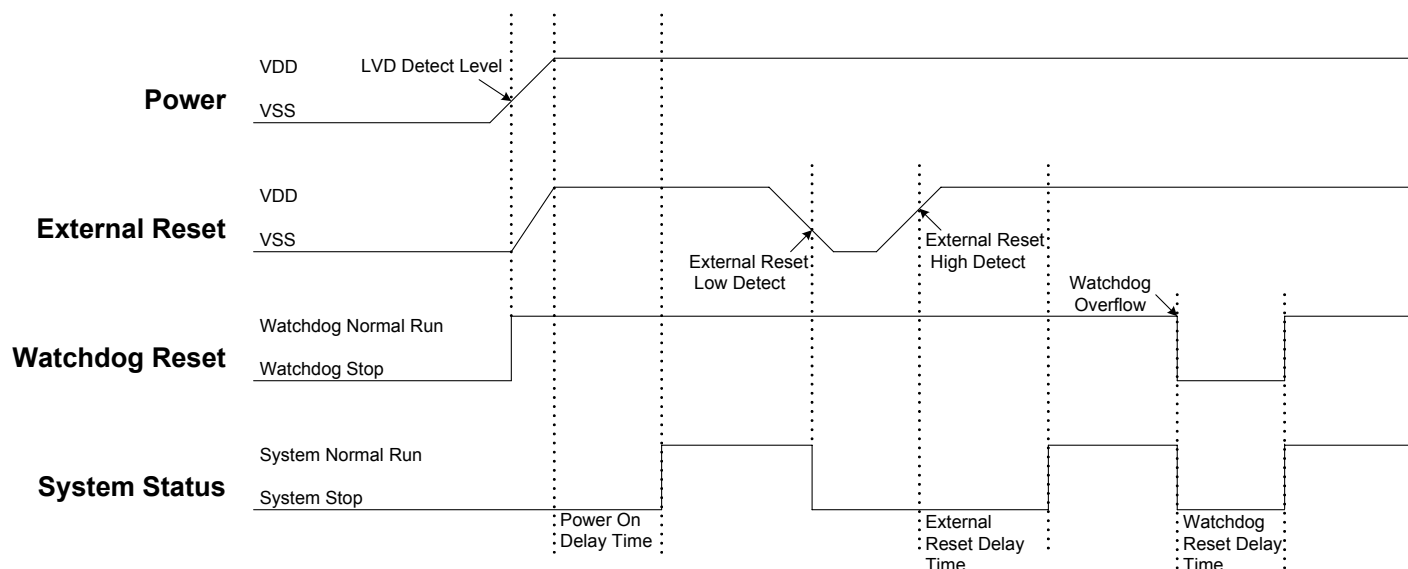 Power
VDD
VSS
LVD Detect Level
External Reset
VDD
VSS
External Reset
Low Detect
External Reset
High Detect
Watchdog Reset
Watchdog Normal Run
Watchdog Stop
Watchdog
Overflow
System Status
System Normal Run
System Stop
Power On
Delay Time
External
Reset Delay
Time
Watchdog
Reset Delay
Time